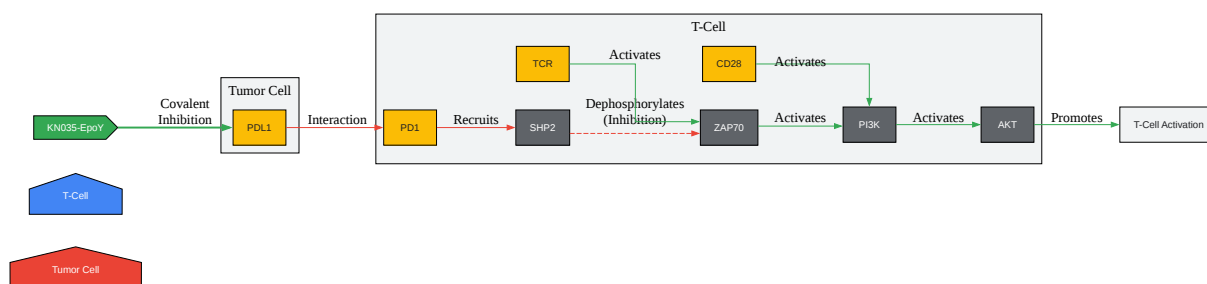 T-Cell
TCR
Activates
CD28
Activates
Tumor Cell
Covalent
Inhibition
Dephosphorylates
(Inhibition)
KN035-EpoY
PDL1
Interaction
PD1
Recruits
SHP2
ZAP70
Activates
PI3K
Activates
AKT
Promotes
T-Cell Activation
T-Cell
Tumor Cell